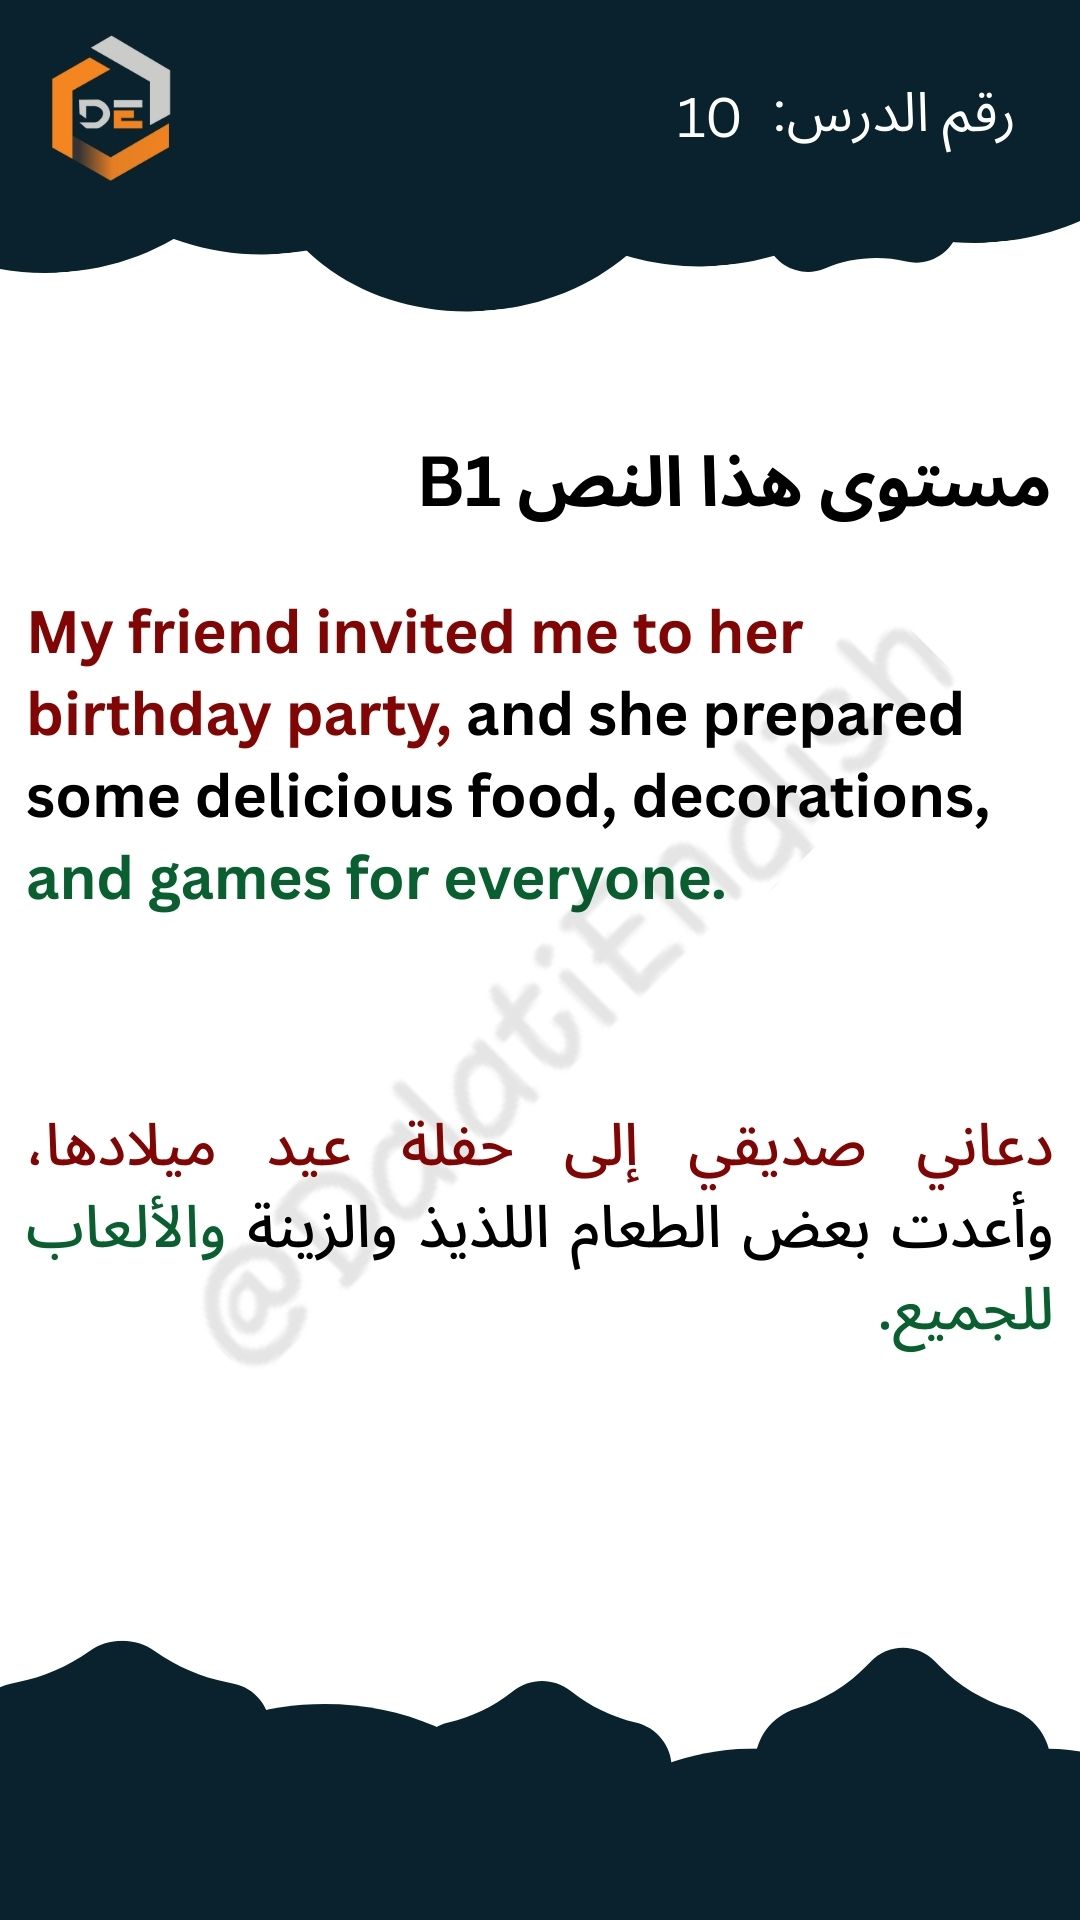 DE
رقم الدرس: 10
مستوى هذا النص B1
My friend invited me to her
birthday party, and she prepared
some delicious food, decorations,
and games for everyone.
@DalatiEnglish
دعاني صديقي إلى حفلة عيد ميلادها،
وأعدت بعض الطعام اللذيذ والزينة والألعاب
للجميع.